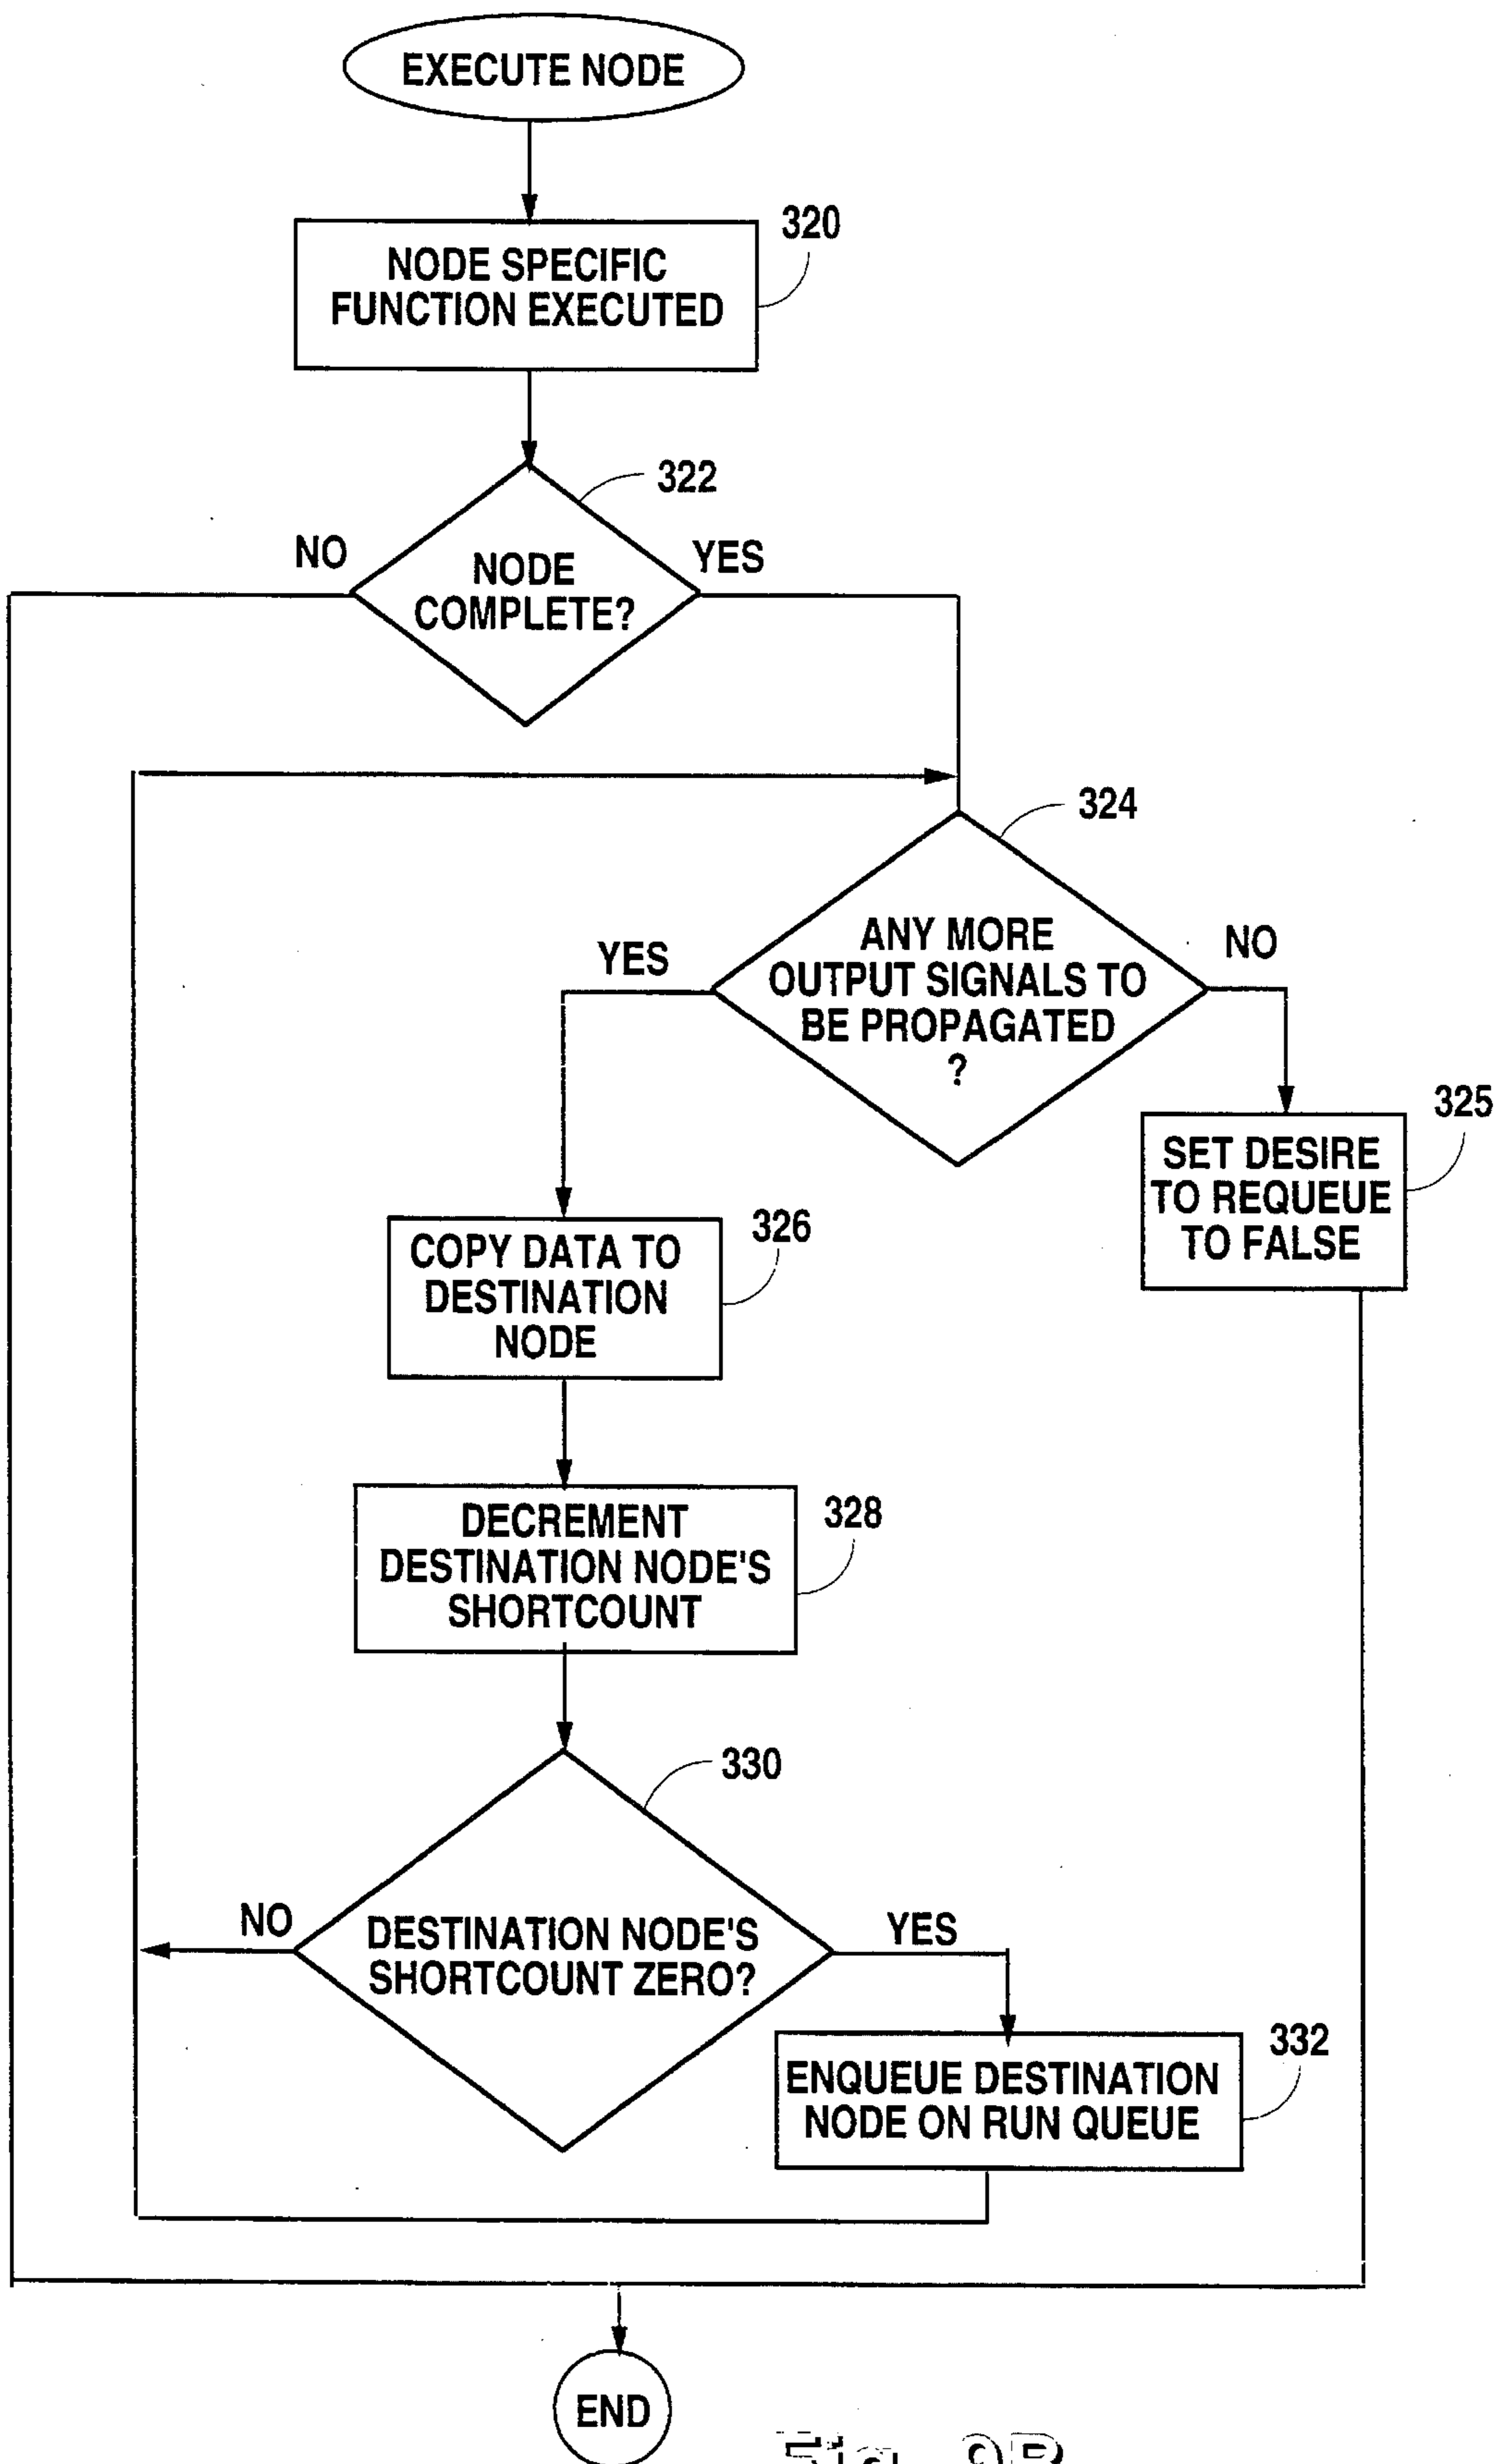 EXECUTE NODE
320
NODE SPECIFIC
FUNCTION EXECUTED
322
NO
YES
NODE
COMPLETE?
324
ANY MORE
OUTPUT SIGNALS TO
BE PROPAGATED
?
YES
NO
325
SET DESIRE
TO REQUEUE
TO FALSE
326
COPY DATA TO
DESTINATION
NODE
328
DECREMENT
DESTINATION NODE'S
SHORTCOUNT
330
NO
DESTINATION NODE'S
SHORTCOUNT ZERO?
YES
332
ENQUEUE DESTINATION
NODE ON RUN QUEUE
END
Fig. 9B